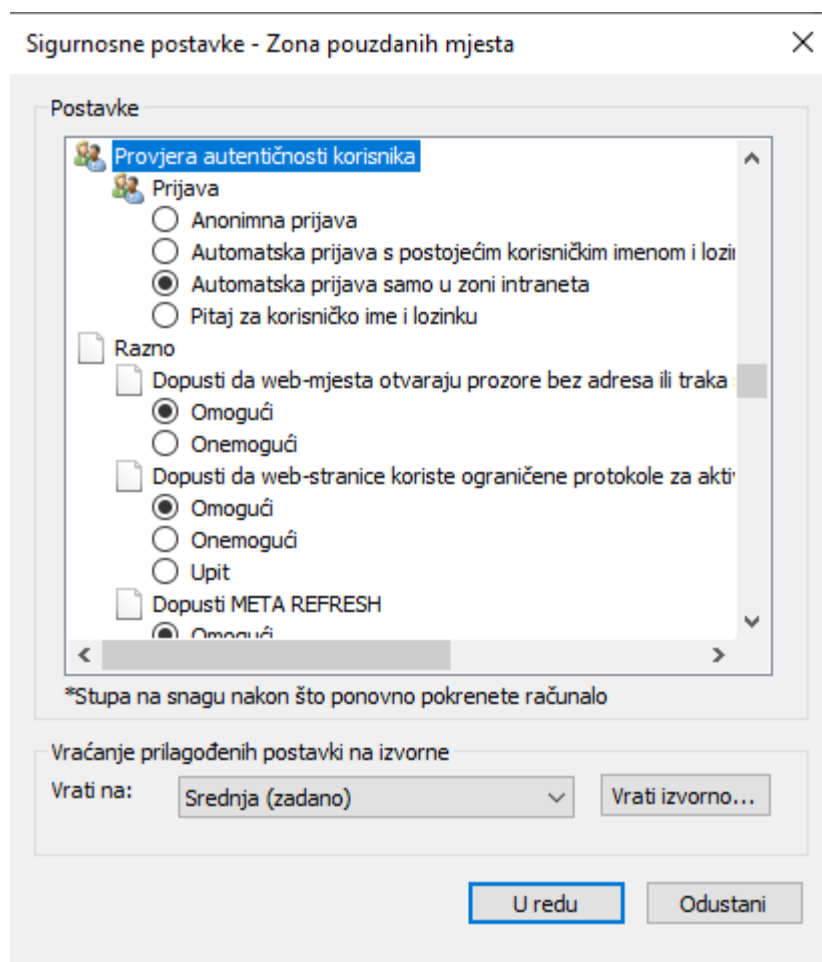 Sigurnosne postavke - Zona pouzdanih mjesta
Postavke
Provjera autentičnosti korisnika
Prijava
Anonimna prijava
Automatska prijava s postojećim korisničkim imenom i
Automatska prijava samo u zoni intraneta
Pitaj za korisničko ime i lozinku
Razno
Dopusti da web-mjesta otvaraju prozore bez adresa ili traka
Omogući
Onemogući
Dopusti da web-stranice koriste ograničene protokole za
Omogući
Onemogući
Upit
Dopusti META REFRESH
Omogući
*Stupa na snagu nakon što ponovno pokrenete računalo
Vraćanje prilagođenih postavki na izvorne
Vrati na:
Srednja (zadano)
Vrati izvorno...
U redu
Odustani